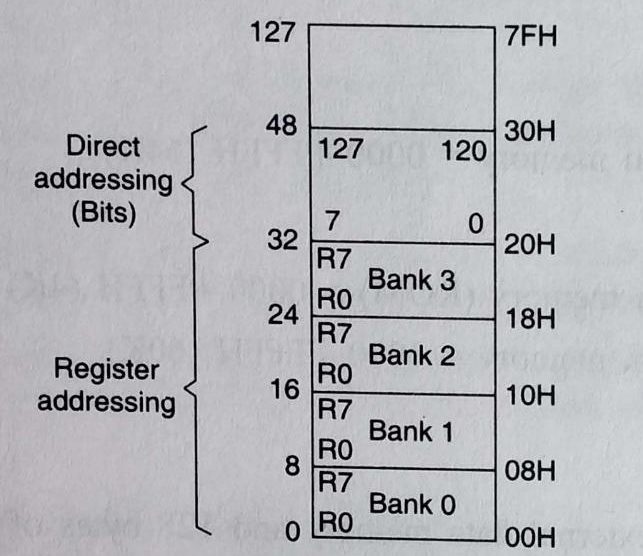 127 7FH
48 30H
127 120
Direct
addressing
(Bits)
7 0
32 20H
R7
Bank 3
R0
24 18H
R7
Bank 2
R0
Register
addressing
16 10H
R7
Bank 1
R0
8 08H
R7
Bank 0
R0
0 00H